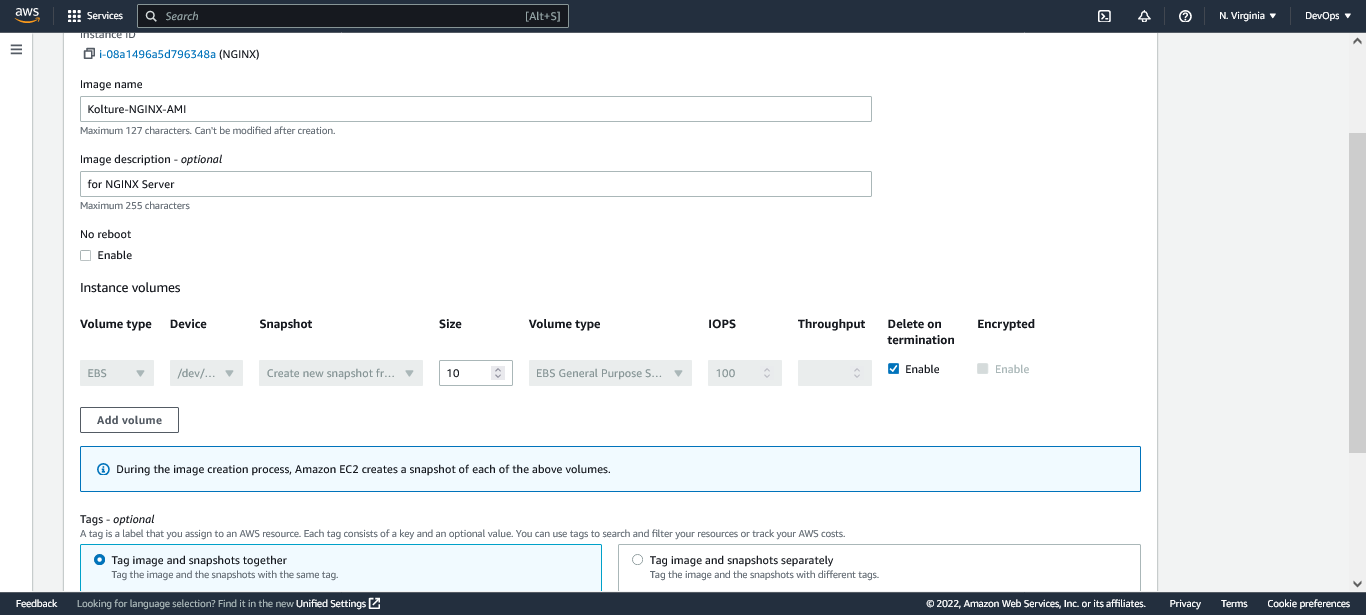 aws
Services
Search
[Alt+S]
N. Virginia
DevOps
Instance ID
i-08a1496a5d796348a (NGINX)
Image name
Kolture-NGINX-AMI
Maximum 127 characters. Can't be modified after creation.
Image description - optional
for NGINX Server
Maximum 255 characters
No reboot
Enable
Instance volumes
Volume type Device Snapshot Size Volume type IOPS Throughput Delete on termination Encrypted
EBS /dev/... Create new snapshot fr... 10 EBS General Purpose S... 100 Enable Enable
Add volume
During the image creation process, Amazon EC2 creates a snapshot of each of the above volumes.
Tags - optional
A tag is a label that you assign to an AWS resource. Each tag consists of a key and an optional value. You can use tags to search and filter your resources or track your AWS costs.
Tag image and snapshots together
Tag the image and the snapshots with the same tag.
Tag image and snapshots separately
Tag the image and the snapshots with different tags.
Feedback
Looking for language selection? Find it in the new Unified Settings
© 2022, Amazon Web Services, Inc. or its affiliates.
Privacy
Terms
Cookie preferences